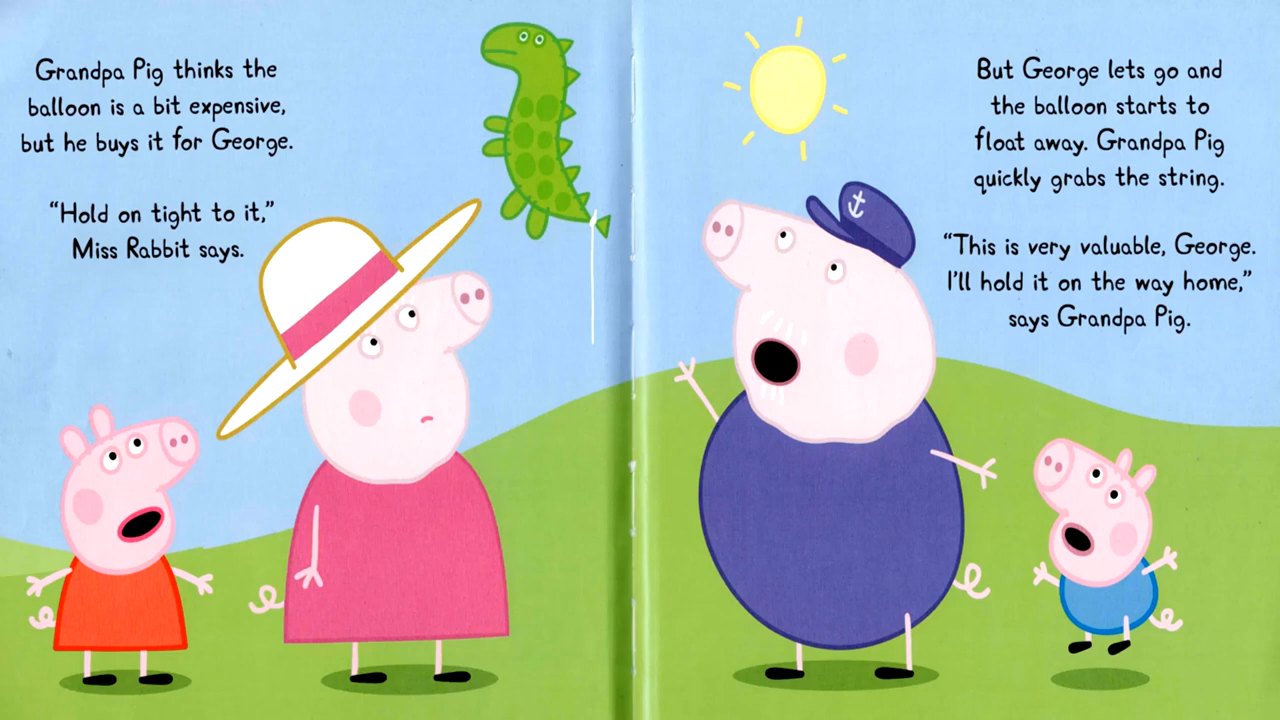 Grandpa Pig thinks the
balloon is a bit expensive,
but he buys it for George.
“Hold on tight to it,”
Miss Rabbit says.
But George lets go and
the balloon starts to
float away. Grandpa Pig
quickly grabs the string.
“This is very valuable, George.
I’ll hold it on the way home,”
says Grandpa Pig.